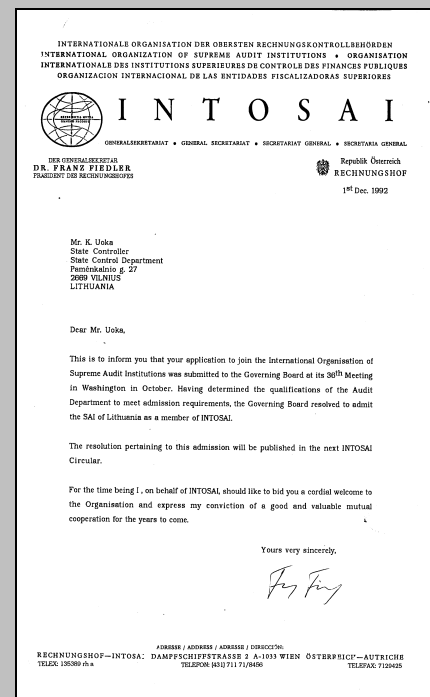 INTERNATIONALE ORGANISATION DER OBERSTEN RECHNUNGSKONTROLLBEHÖRDEN
INTERNATIONAL ORGANIZATION OF SUPREME AUDIT INSTITUTIONS • ORGANISATION
INTERNATIONALE DES INSTITUTIONS SUPERIEURES DE CONTROLE DES FINANCES PUBLIQUES
ORGANIZACION INTERNACIONAL DE LAS ENTIDADES FISCALIZADORAS SUPERIORES
INTOSAI
GENERALSEKRETARIAT • GENERAL SECRETARIAT • SECRETARIAT GENERAL • SECRETARIA GENERAL
DER GENERALSEKRETAR
DR. FRANZ FIEDLER
PRASIDENT DES RECHNUNGSHOFES
Republik Österreich
RECHNUNGSHOF
1st Dec. 1992
Mr. K. Uoka
State Controller
State Control Department
Paménkalnio g. 27
2669 VILNIUS
LITHUANIA
Dear Mr. Uoka,
This is to inform you that your application to join the International Organisation of
Supreme Audit Institutions was submitted to the Governing Board at its 36th Meeting
in Washington in October. Having determined the qualifications of the Audit
Department to meet admission requirements, the Governing Board resolved to admit
the SAI of Lithuania as a member of INTOSAI.
The resolution pertaining to this admission will be published in the next INTOSAI
Circular.
For the time being I, on behalf of INTOSAI, should like to bid you a cordial welcome to
the Organisation and express my conviction of a good and valuable mutual
cooperation for the years to come.
Yours very sincerely,
ADRESSE / ADDRESS / ADRESSE / DIRECCIÓN:
RECHNUNGSHOF—INTOSAI DAMPFSCHIFFSTRASSE 2 A-1033 WIEN ÖSTERREICH—AUTRICHE
TELEX: 135389 rh a TELEFON: (431) 711 71/8456 TELEFAX: 7129425